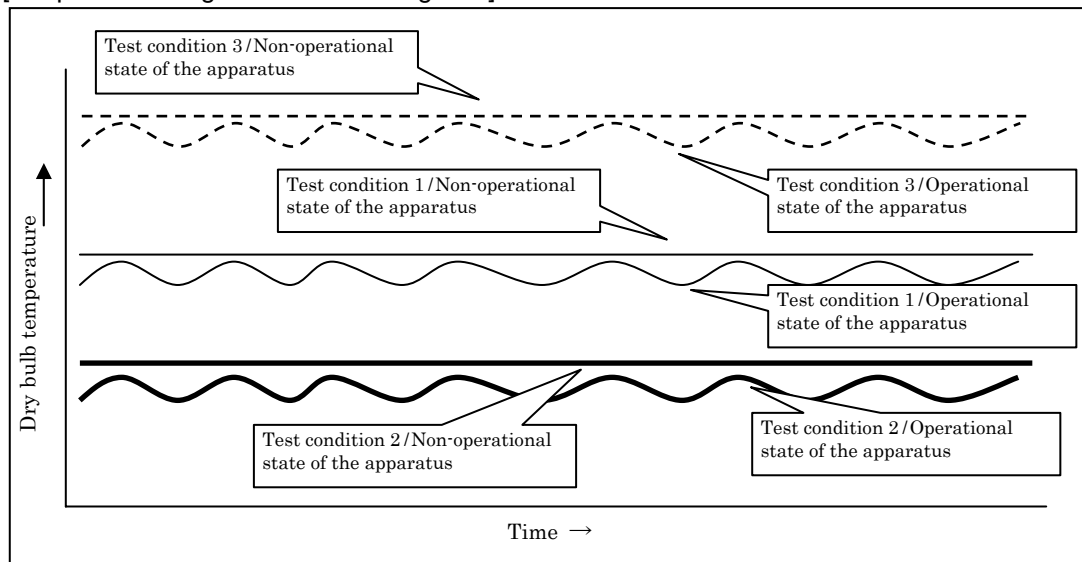 Test condition 3/Non-operational
state of the apparatus
Test condition 1/Non-operational
state of the apparatus
Test condition 3/Operational
state of the apparatus
Test condition 1/Operational
state of the apparatus
Dry bulb temperature
Test condition 2/Non-operational
state of the apparatus
Test condition 2/Operational
state of the apparatus
Time →